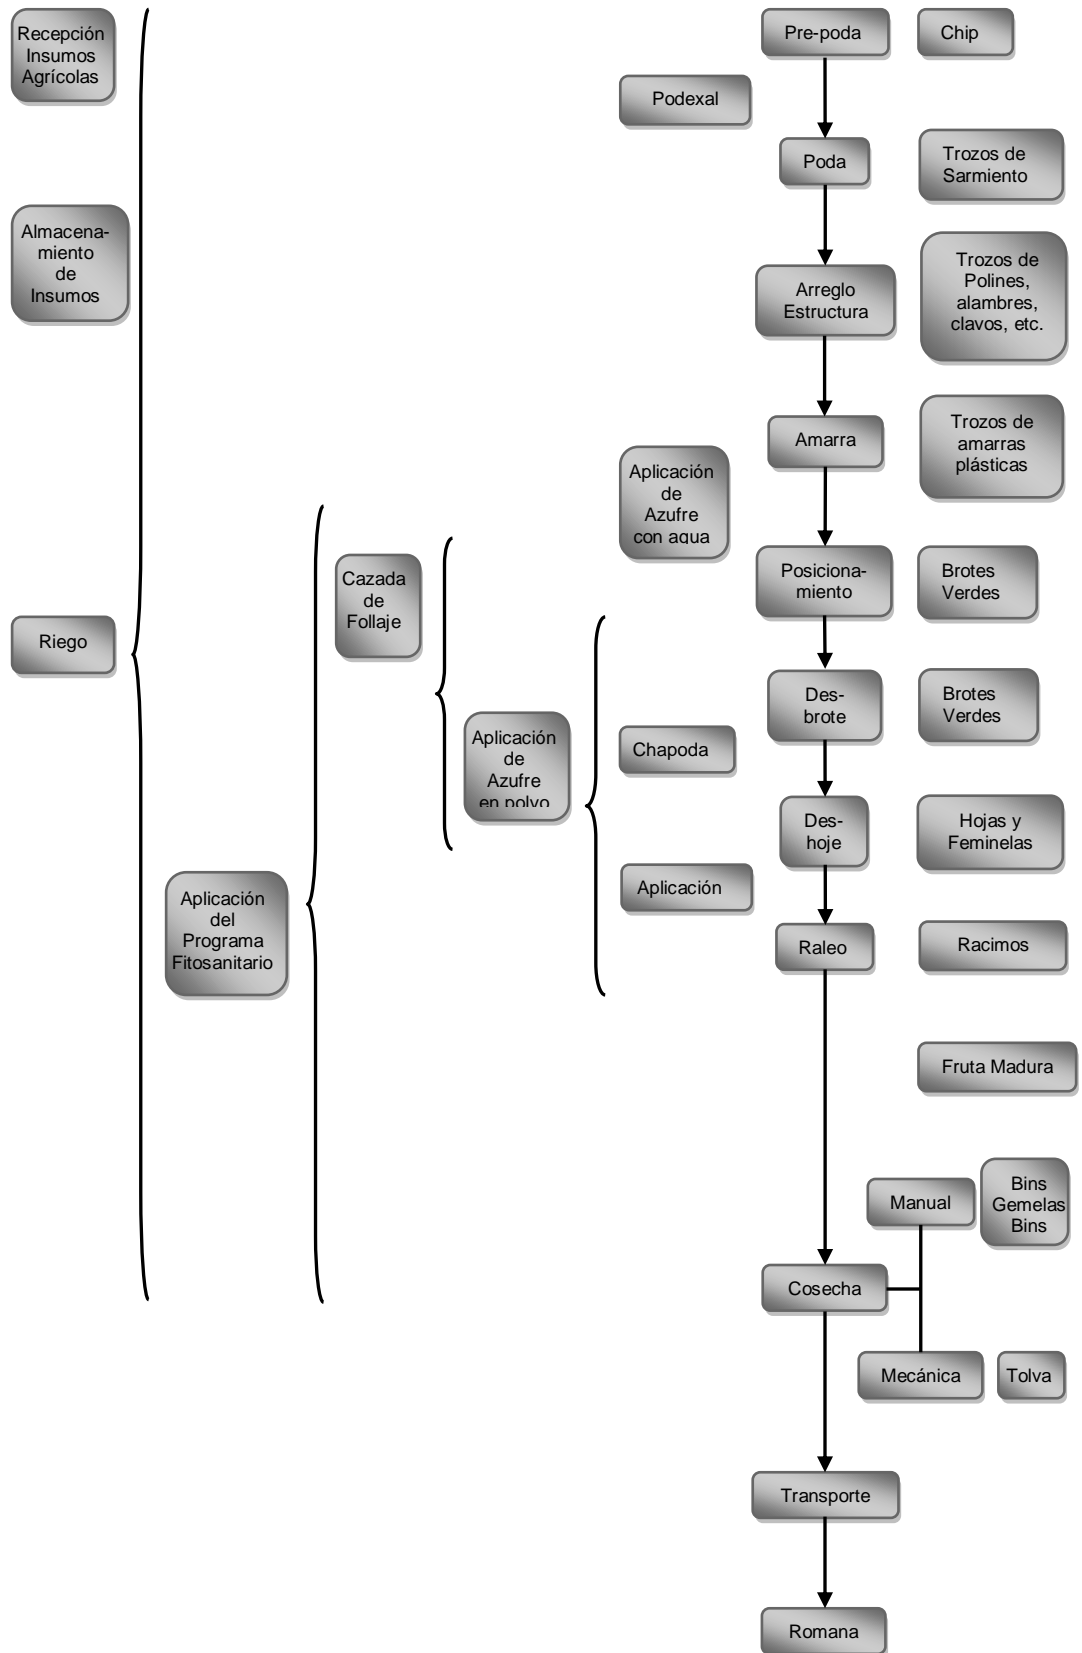 Recepción
Insumos
Agrícolas
Pre-poda
Chip
Podexal
Poda
Trozos de
Sarmiento
Almacena-
miento
de
Insumos
Arreglo
Estructura
Trozos de
Polines,
alambres,
clavos, etc.
Amarra
Trozos de
amarras
plásticas
Aplicación
de
Azufre
con agua
Cazada
de
Follaje
Posiciona-
miento
Brotes
Verdes
Riego
Des-
brote
Brotes
Verdes
Aplicación
de
Azufre
en polvo
Chapoda
Des-
hoje
Hojas y
Feminelas
Aplicación
del
Programa
Fitosanitario
Aplicación
Raleo
Racimos
Fruta Madura
Manual
Bins
Gemelas
Bins
Cosecha
Mecánica
Tolva
Transporte
Romana